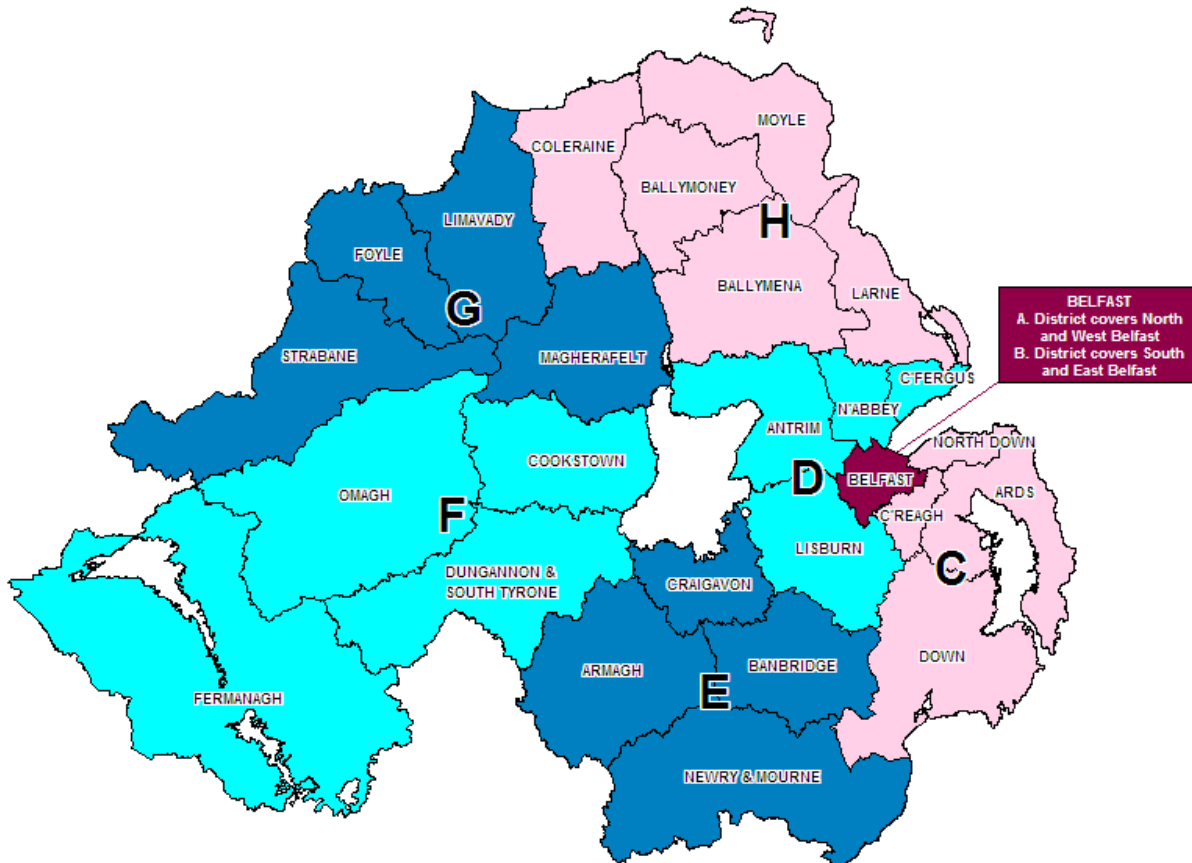 MOYLE
COLERAINE
BALLYMONEY
LIMAVADY
H
FOYLE
BALLYMENA
LARNE
G
STRABANE
MAGHERAFELT
BELFAST
A. District covers North
and West Belfast
B. District covers South
and East Belfast
C'FERGUS
N'ABBEY
ANTRIM
NORTH DOWN
COOKSTOWN
D
BELFAST
OMAGH
ARDS
F
C'REAGH
LISBURN
C
DUNGANNON &
SOUTH TYRONE
CRAIGAVON
DOWN
ARMAGH
BANBRIDGE
E
FERMANAGH
NEWRY & MOURNE